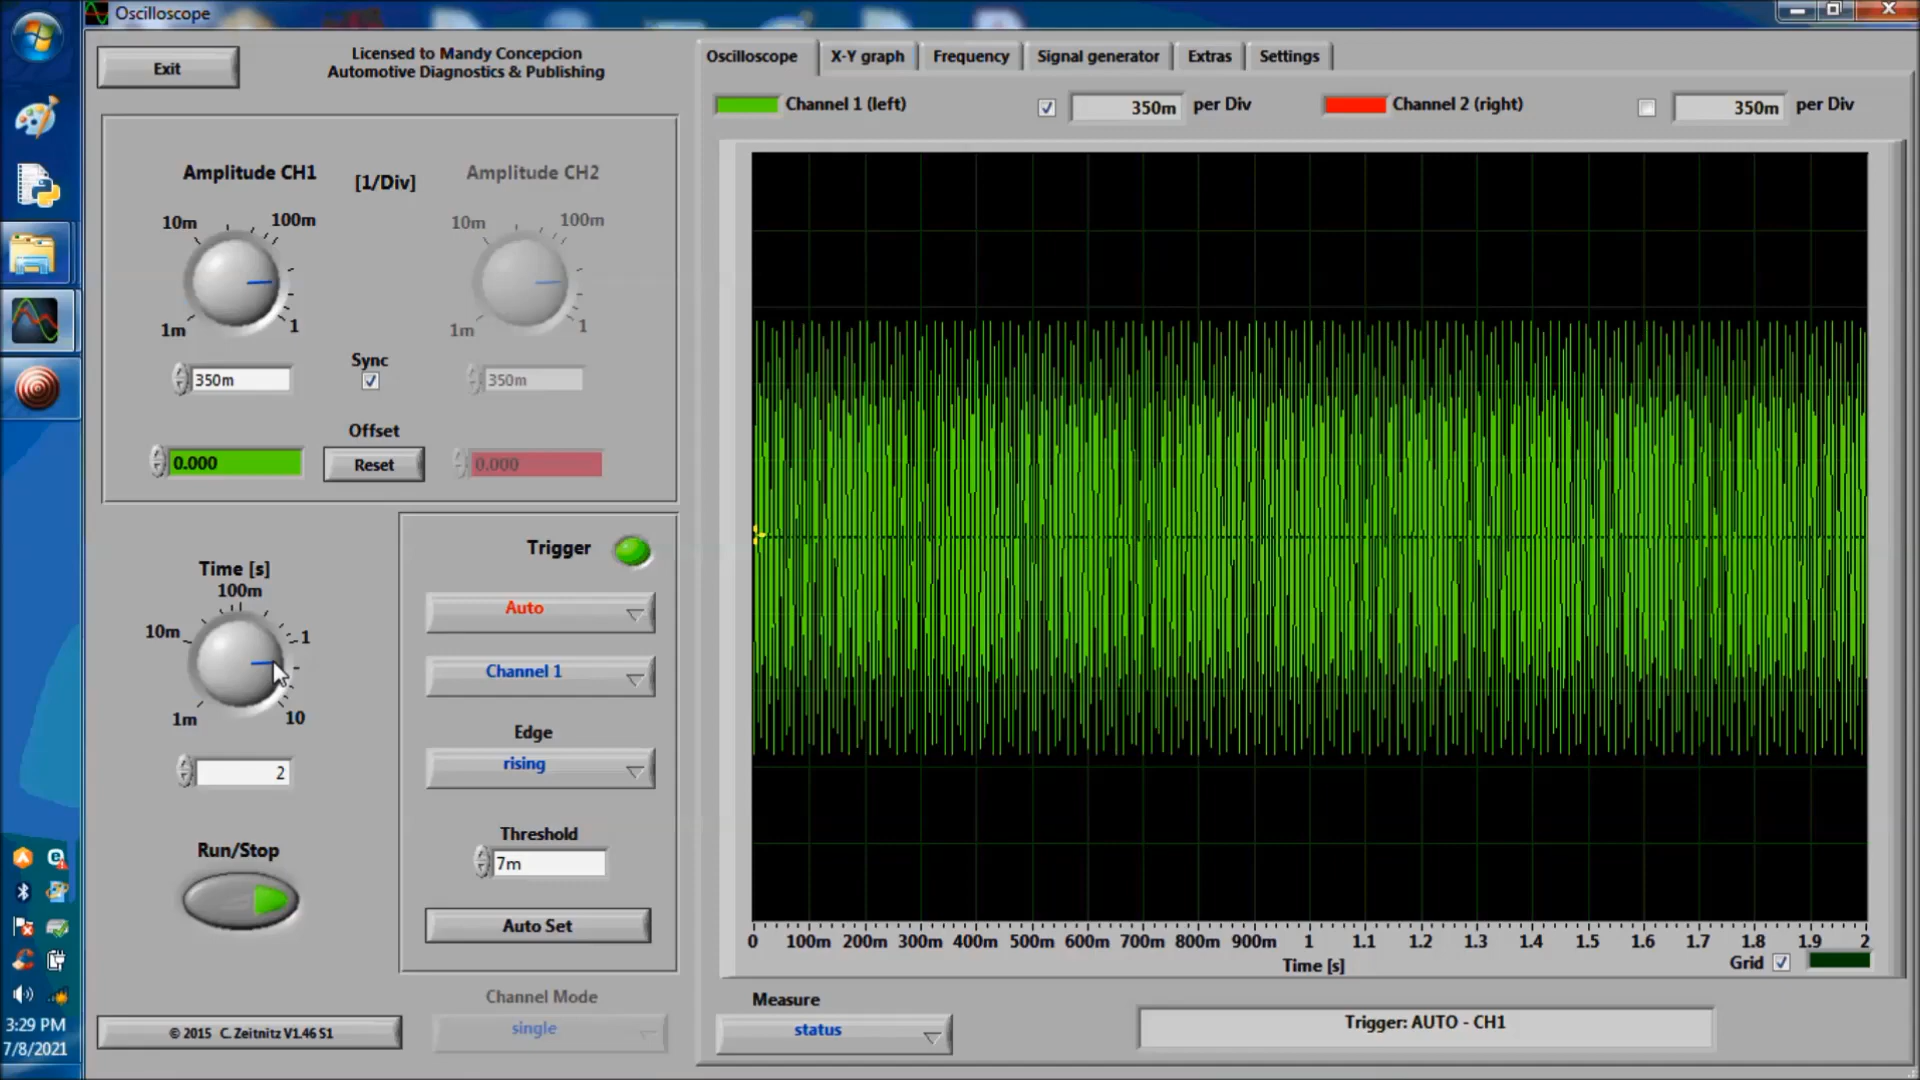 Oscilloscope
Exit
Licensed to Mandy Concepcion
Automotive Diagnostics & Publishing
Oscilloscope
X-Y graph
Frequency
Signal generator
Extras
Settings
Channel 1 (left)
350m
per Div
Channel 2 (right)
350m
per Div
Amplitude CH1
[1/Div]
Amplitude CH2
10m
100m
1m
1
10m
100m
1m
1
Sync
350m
350m
Offset
0.000
Reset
0.000
Time [s]
100m
10m
1
1m
10
2
Run/Stop
Trigger
Auto
Channel 1
Edge
rising
Threshold
7m
Auto Set
Channel Mode
single
© 2015 C. Zeitnitz V1.46 S1
0 100m 200m 300m 400m 500m 600m 700m 800m 900m 1 1.1 1.2 1.3 1.4 1.5 1.6 1.7 1.8 1.9 2
Time [s]
Grid
Measure
status
Trigger: AUTO - CH1
3:29 PM
7/8/2021